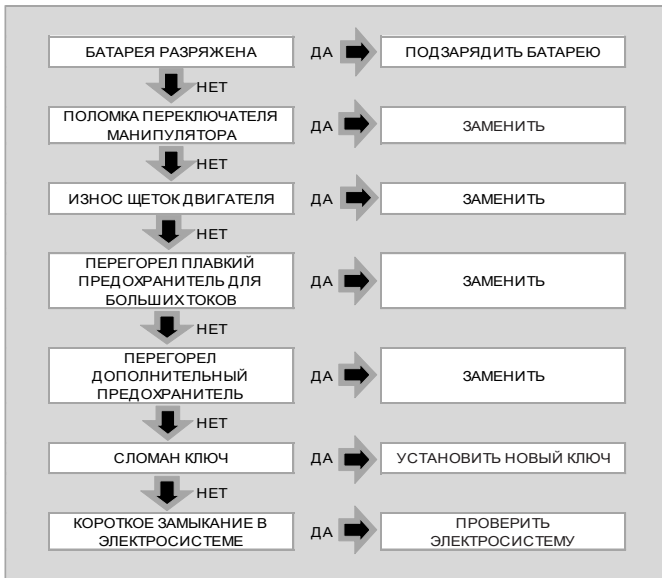 БАТАРЕЯ РАЗРЯЖЕНА ДА ПОДЗАРЯДИТЬ БАТАРЕЮ
НЕТ
ПОЛОМКА ПЕРЕКЛЮЧАТЕЛЯ
МАНИПУЛЯТОРА
ДА
ЗАМЕНИТЬ
НЕТ
ИЗНОС ЩЕТОК ДВИГАТЕЛЯ ДА ЗАМЕНИТЬ
НЕТ
ПЕРЕГОРЕЛ ПЛАВКИЙ
ПРЕДОХРАНИТЕЛЬ ДЛЯ
БОЛЬШИХ ТОКОВ
ДА
ЗАМЕНИТЬ
НЕТ
ПЕРЕГОРЕЛ
ДОПОЛНИТЕЛЬНЫЙ
ПРЕДОХРАНИТЕЛЬ
ДА
ЗАМЕНИТЬ
НЕТ
СЛОМАН КЛЮЧ ДА УСТАНОВИТЬ НОВЫЙ КЛЮЧ
НЕТ
КОРОТКОЕ ЗАМЫКАНИЕ В
ЭЛЕКТРОСИСТЕМЕ
ДА
ПРОВЕРИТЬ
ЭЛЕКТРОСИСТЕМУ